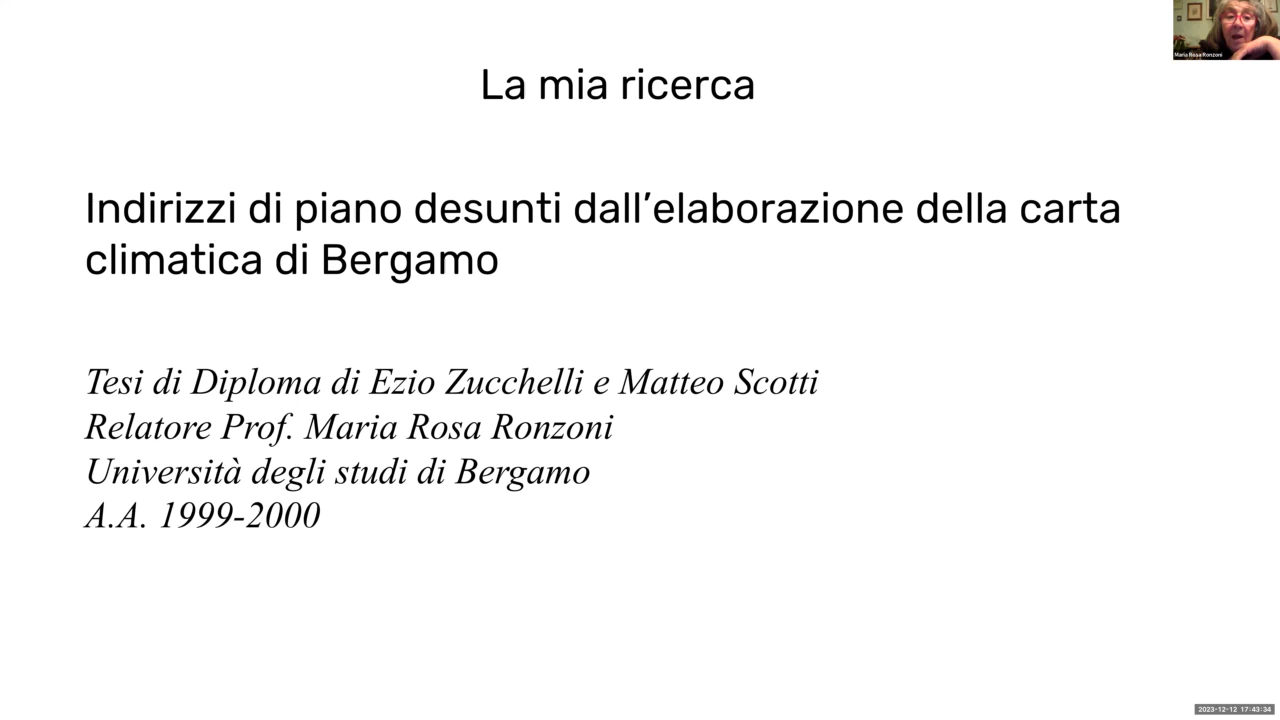 Maria Rosa Ronzoni
La mia ricerca
Indirizzi di piano desunti dall’elaborazione della carta
climatica di Bergamo
Tesi di Diploma di Ezio Zucchelli e Matteo Scotti
Relatore Prof. Maria Rosa Ronzoni
Università degli studi di Bergamo
A.A. 1999-2000
2023-12-12 17:43:34